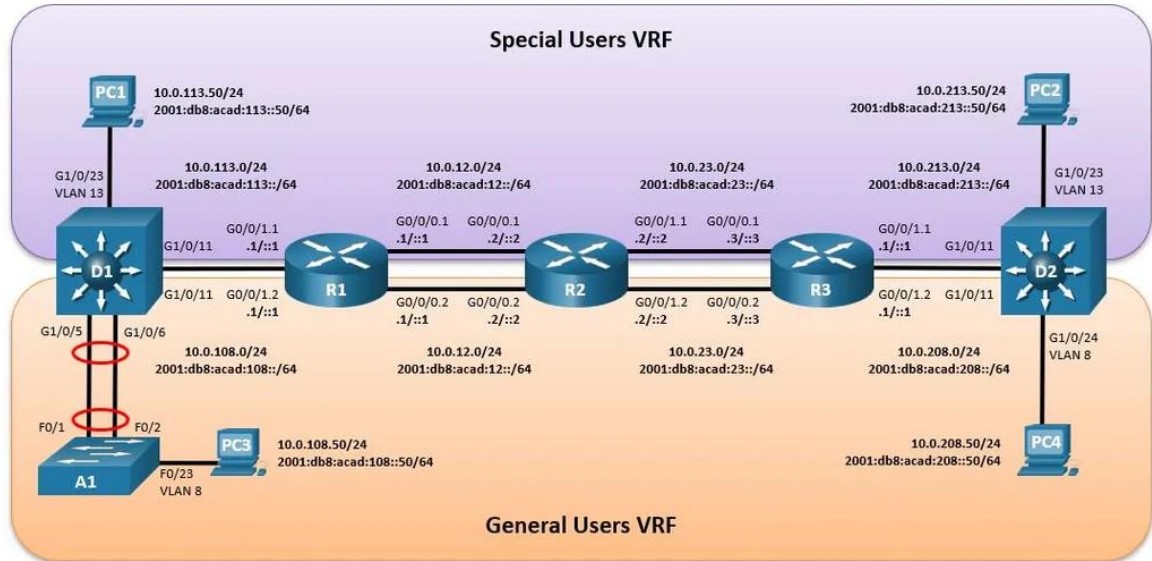 Special Users VRF
PC1
10.0.113.50/24
2001:db8:acad:113::50/64
10.0.213.50/24
2001:db8:acad:213::50/64
PC2
G1/0/23
VLAN 13
10.0.113.0/24
2001:db8:acad:113::/64
10.0.12.0/24
2001:db8:acad:12::/64
10.0.23.0/24
2001:db8:acad:23::/64
10.0.213.0/24
2001:db8:acad:213::/64
G1/0/23
VLAN 13
D1
G1/0/11
G0/0/1.1
.1/::1
R1
G0/0/0.1
.1/::1
G0/0/0.1
.2/::2
R2
G0/0/1.1
.2/::2
G0/0/0.1
.3/::3
R3
G0/0/1.1
.1/::1
G1/0/11
D2
G1/0/11
G0/0/1.2
.1/::1
G0/0/0.2
.1/::1
G0/0/0.2
.2/::2
G0/0/1.2
.2/::2
G0/0/0.2
.3/::3
G0/0/1.2
.1/::1
G1/0/11
G1/0/5
G1/0/6
10.0.108.0/24
2001:db8:acad:108::/64
10.0.12.0/24
2001:db8:acad:12::/64
10.0.23.0/24
2001:db8:acad:23::/64
10.0.208.0/24
2001:db8:acad:208::/64
G1/0/24
VLAN 8
F0/1
F0/2
A1
F0/23
VLAN 8
PC3
10.0.108.50/24
2001:db8:acad:108::50/64
10.0.208.50/24
2001:db8:acad:208::50/64
PC4
General Users VRF